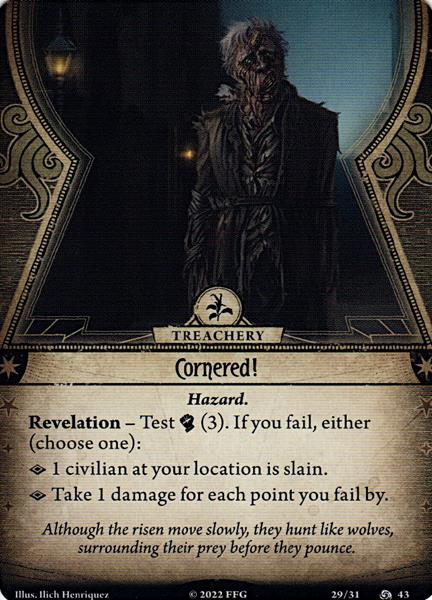 TREACHERY
Cornered!
Hazard.
Revelation – Test (3). If you fail, either
(choose one):
1 civilian at your location is slain.
Take 1 damage for each point you fail by.
Although the risen move slowly, they hunt like wolves,
surrounding their prey before they pounce.
Illus. Ilich Henriquez © 2022 FFG 29/31 43